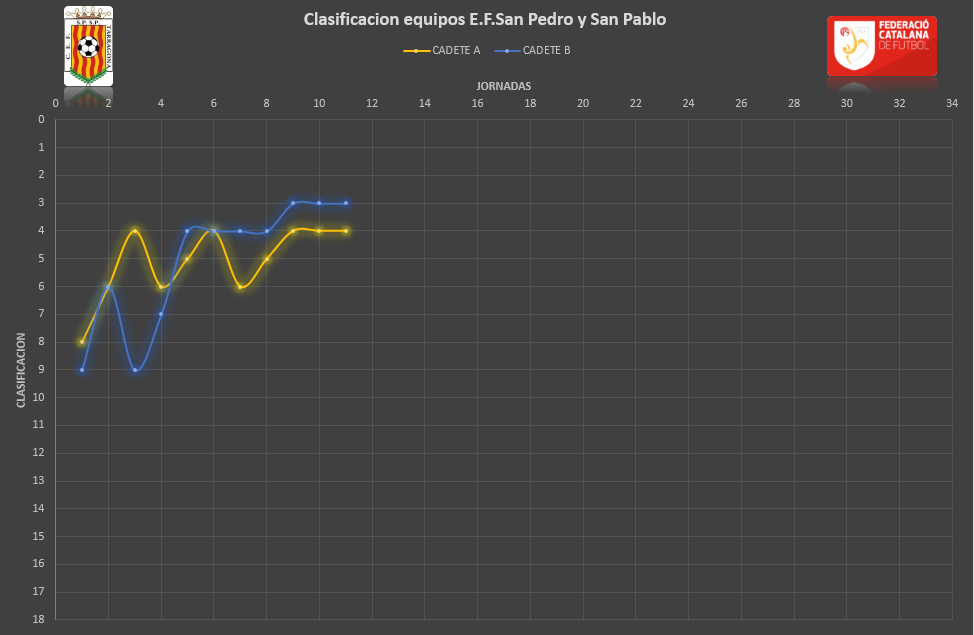 Clasificacion equipos E.F.San Pedro y San Pablo
C. E. F.
S.P.S.P.
TARRAGONA
FEDERACIÓ
CATALANA
DE FUTBOL
CADETE A
CADETE B
JORNADAS
0 2 4 6 8 10 12 14 16 18 20 22 24 26 28 30 32 34
0
1
2
3
4
5
6
7
8
9
10
11
12
13
14
15
16
17
18
CLASIFICACION